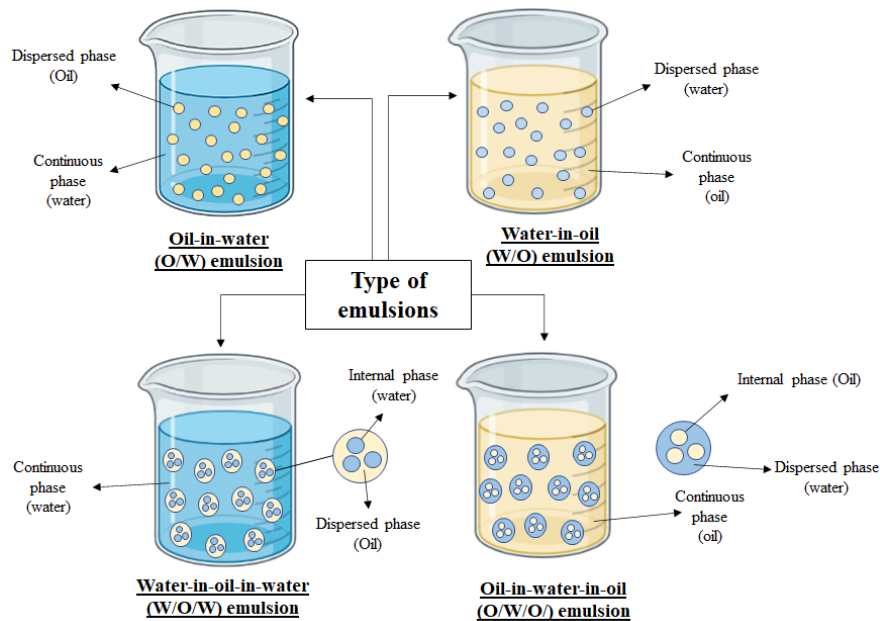 Dispersed phase
(Oil)
Continuous
phase
(water)
Oil-in-water
(O/W) emulsion
Dispersed phase
(water)
Continuous
phase
(oil)
Water-in-oil
(W/O) emulsion
Type of
emulsions
Continuous
phase
(water)
Internal phase
(water)
Dispersed phase
(Oil)
Water-in-oil-in-water
(W/O/W) emulsion
Internal phase (Oil)
Dispersed phase
(water)
Continuous
phase
(oil)
Oil-in-water-in-oil
(O/W/O/) emulsion